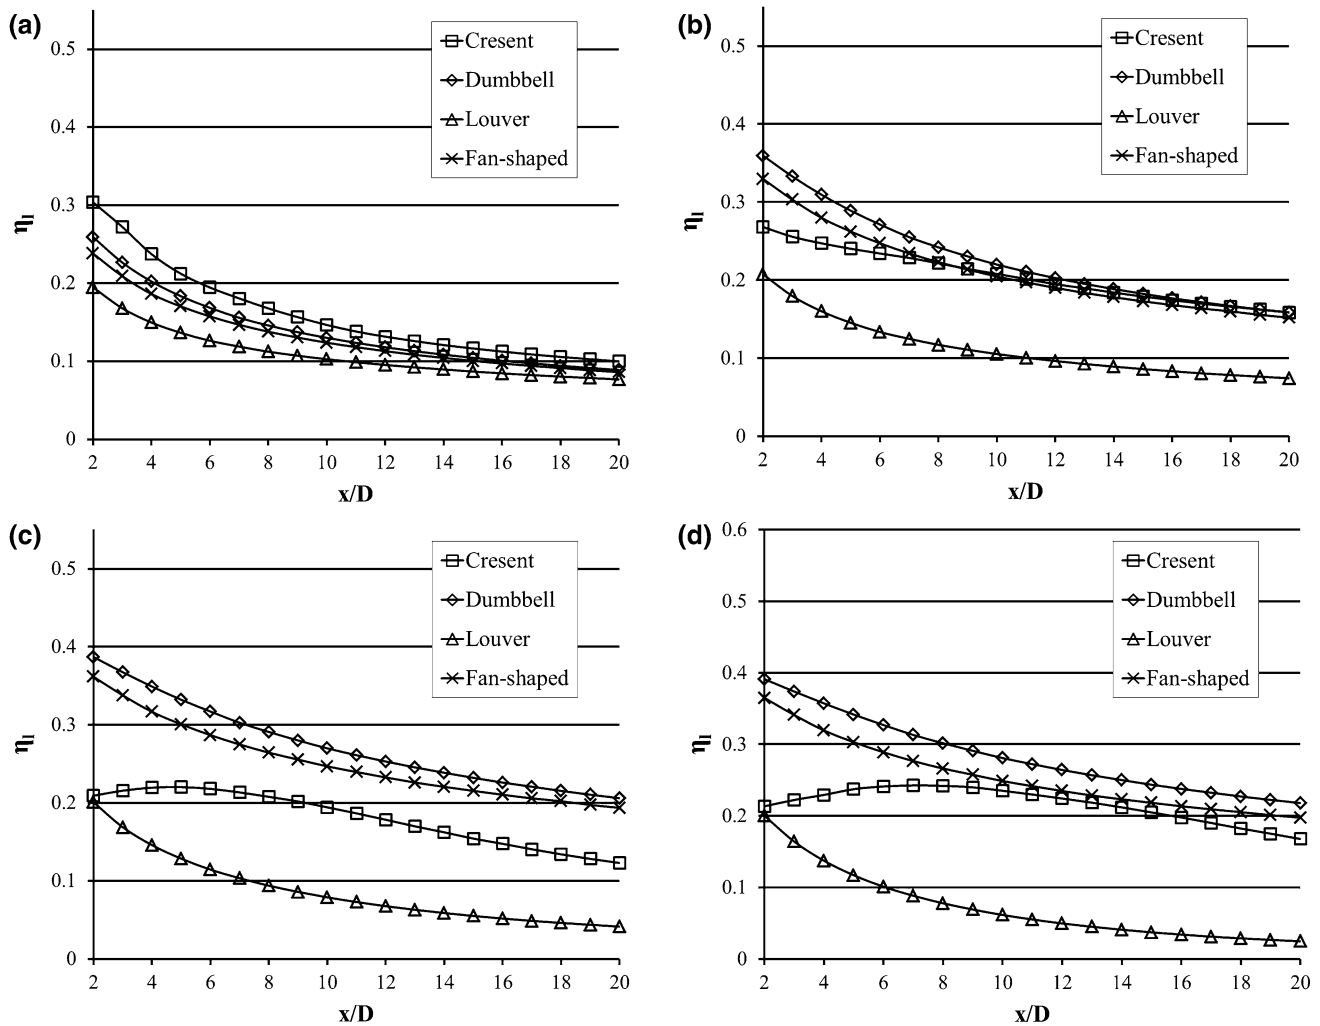 (a)
0.5
0.4
0.3
0.2
0.1
0
ηl
2 4 6 8 10 12 14 16 18 20
x/D
Cresent
Dumbbell
Louver
Fan-shaped
(b)
0.5
0.4
0.3
0.2
0.1
0
ηl
2 4 6 8 10 12 14 16 18 20
x/D
Cresent
Dumbbell
Louver
Fan-shaped
(c)
0.5
0.4
0.3
0.2
0.1
0
ηl
2 4 6 8 10 12 14 16 18 20
x/D
Cresent
Dumbbell
Louver
Fan-shaped
(d)
0.6
0.5
0.4
0.3
0.2
0.1
0
ηl
2 4 6 8 10 12 14 16 18 20
x/D
Cresent
Dumbbell
Louver
Fan-shaped